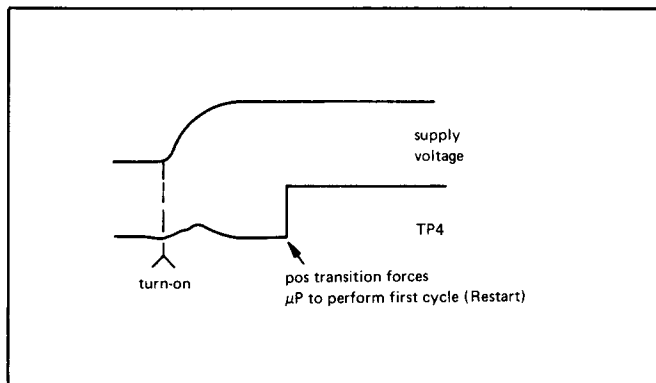 supply
voltage
TP4
turn-on
pos transition forces
μP to perform first cycle (Restart)